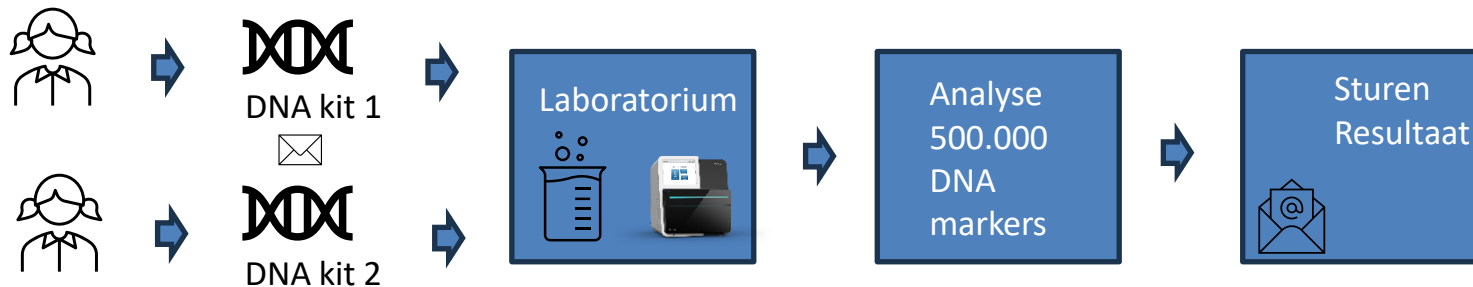 DNA kit 1
DNA kit 2
Laboratorium
Analyse
500.000
DNA
markers
Sturen
Resultaat
@